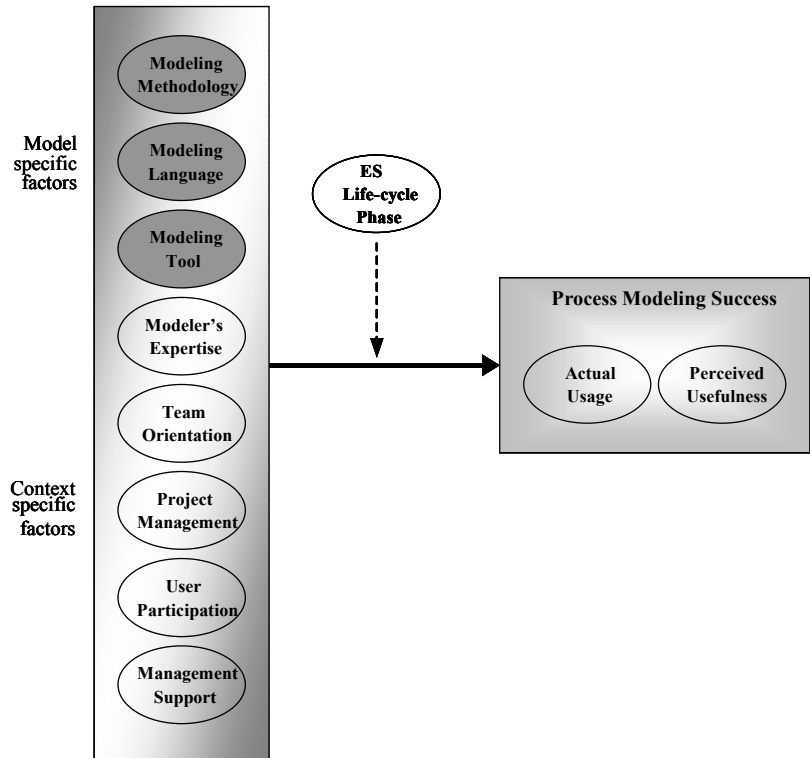 Model
specific
factors
Modeling
Methodology
Modeling
Language
Modeling
Tool
Modeler's
Expertise
Context
specific
factors
Team
Orientation
Project
Management
User
Participation
Management
Support
ES
Life-cycle
Phase
Process Modeling Success
Actual
Usage
Perceived
Usefulness